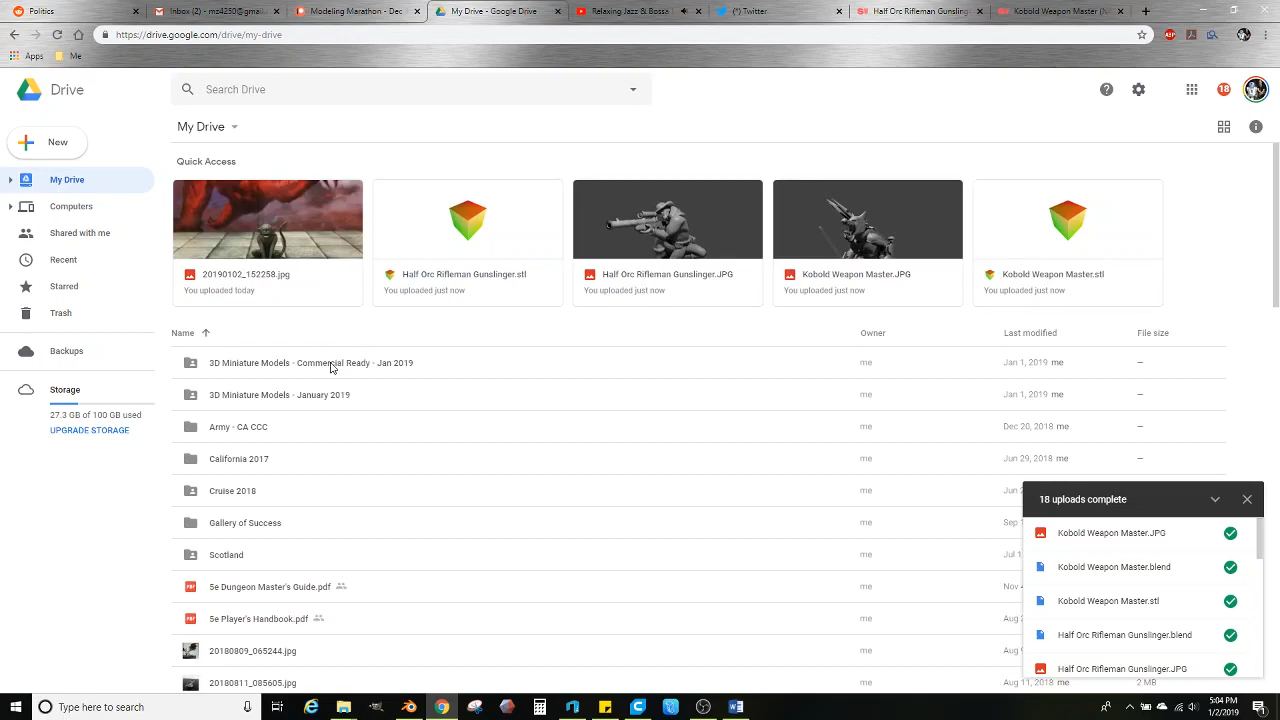 Politics
Inbox (2) - mz4250@gmail
Modeling Marathon - Dec
My Drive - Google Drive
Relaxing Jazz & Bossa
(*) Twitter
Half Orc Rifleman Gunsling
Kobold Weapon Master (N
https://drive.google.com/drive/my-drive
Apps
Me
Drive
Search Drive
18
New
My Drive
Quick Access
My Drive
Computers
Shared with me
Recent
Starred
Trash
Backups
Storage
27.3 GB of 100 GB used
UPGRADE STORAGE
20190102_152258.jpg
You uploaded today
Half Orc Rifleman Gunslinger.stl
You uploaded just now
Half Orc Rifleman Gunslinger.JPG
You uploaded just now
Kobold Weapon Master.JPG
You uploaded just now
Kobold Weapon Master.stl
You uploaded just now
Name Owner Last modified File size
3D Miniature Models - Commercial Ready - Jan 2019 me Jan 1, 2019 me —
3D Miniature Models - January 2019 me Jan 1, 2019 me —
Army - CA CCC me Dec 20, 2018 me —
California 2017 me Jun 29, 2018 me —
Cruise 2018 me Jun
Gallery of Success me Sep
Scotland me Jul
5e Dungeon Master's Guide.pdf me Nov
5e Player's Handbook.pdf me Aug
20180809_065244.jpg me Aug
20180811_085605.jpg me Aug 11, 2018 me 2 MB
18 uploads complete
Kobold Weapon Master.JPG
Kobold Weapon Master.blend
Kobold Weapon Master.stl
Half Orc Rifleman Gunslinger.blend
Half Orc Rifleman Gunslinger.JPG
Type here to search
5:04 PM
1/2/2019